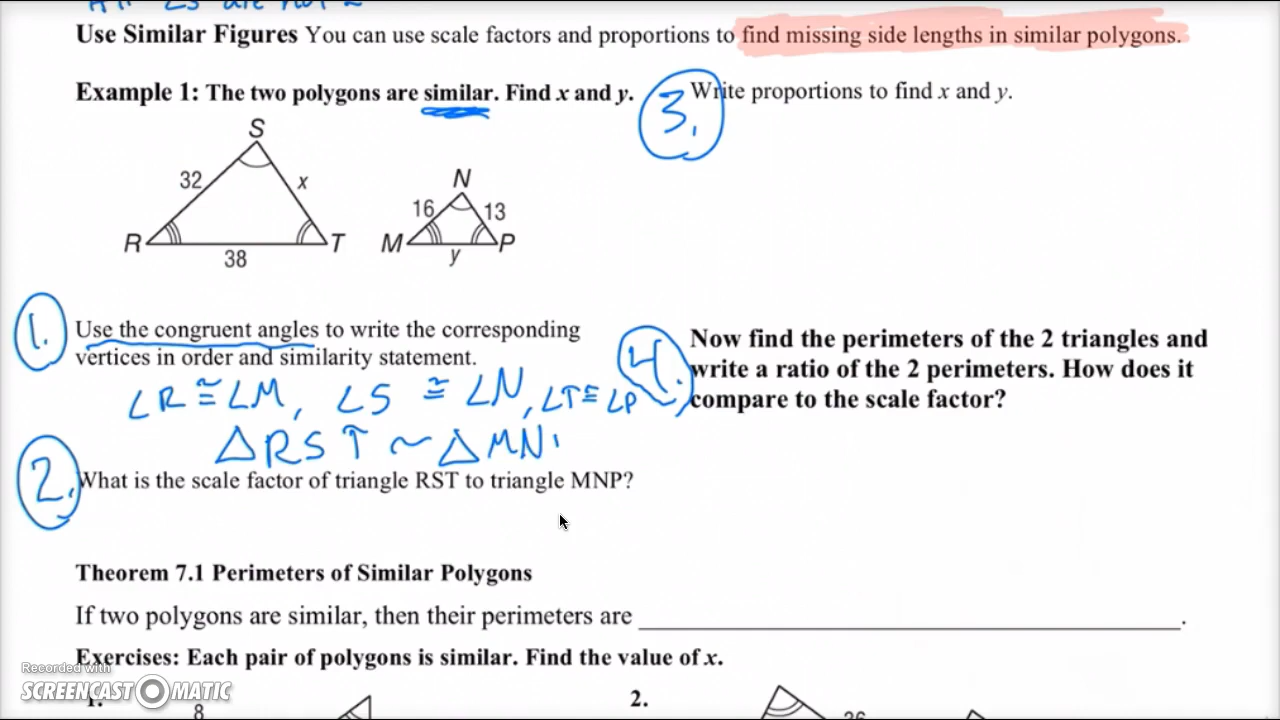 Use Similar Figures You can use scale factors and proportions to find missing side lengths in similar polygons.
Example 1: The two polygons are similar. Find x and y.
3. Write proportions to find x and y.
S
32
x
R
T
38
N
16
13
M
P
y
1. Use the congruent angles to write the corresponding
vertices in order and similarity statement.
∠R ≅ ∠M, ∠S ≅ ∠N, ∠T ≅ ∠P
△RST ~ △MN
2. What is the scale factor of triangle RST to triangle MNP?
4. Now find the perimeters of the 2 triangles and
write a ratio of the 2 perimeters. How does it
compare to the scale factor?
Theorem 7.1 Perimeters of Similar Polygons
If two polygons are similar, then their perimeters are ____________________.
Exercises: Each pair of polygons is similar. Find the value of x.
1.
8
2.
Recorded with
SCREENCAST O MATIC